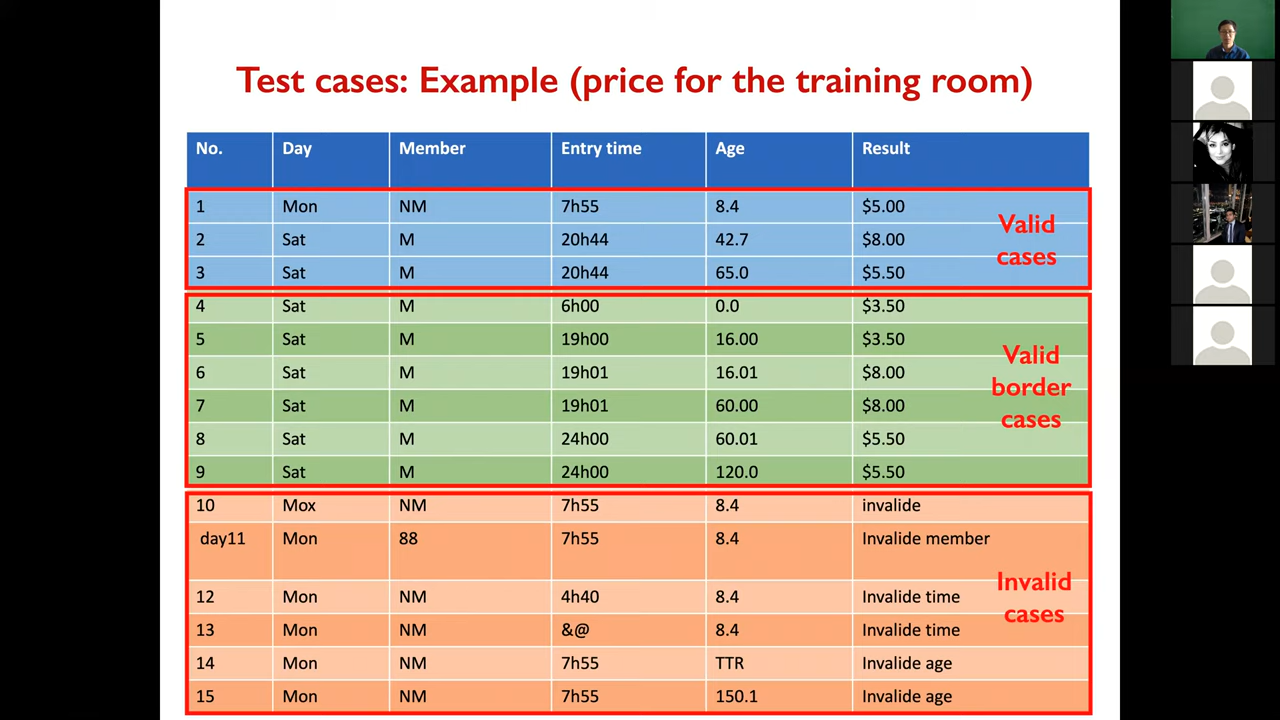 Test cases: Example (price for the training room)
No. Day Member Entry time Age Result
1 Mon NM 7h55 8.4 $5.00
2 Sat M 20h44 42.7 $8.00
3 Sat M 20h44 65.0 $5.50
Valid
cases
4 Sat M 6h00 0.0 $3.50
5 Sat M 19h00 16.00 $3.50
6 Sat M 19h01 16.01 $8.00
7 Sat M 19h01 60.00 $8.00
8 Sat M 24h00 60.01 $5.50
9 Sat M 24h00 120.0 $5.50
Valid
border
cases
10 Mox NM 7h55 8.4 invalide
day11 Mon 88 7h55 8.4 Invalide member
12 Mon NM 4h40 8.4 Invalide time
13 Mon NM &@ 8.4 Invalide time
14 Mon NM 7h55 TTR Invalide age
15 Mon NM 7h55 150.1 Invalide age
Invalid
cases